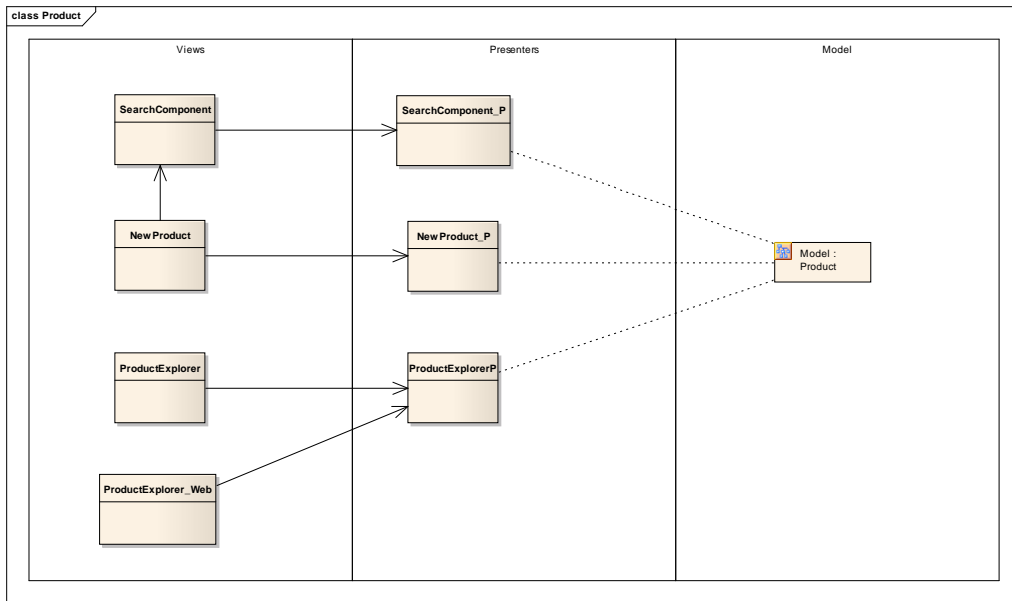 class Product
Views
Presenters
Model
SearchComponent
SearchComponent_P
NewProduct
NewProduct_P
Model :
Product
ProductExplorer
ProductExplorerP
ProductExplorer_Web